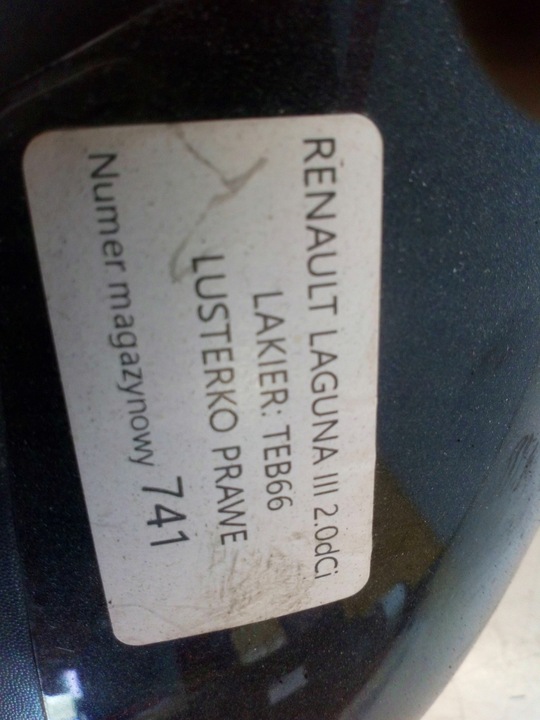 RENAULT LAGUNA III 2.0dCi
LAKIER: TEB66
LUSTERKO PRAWE
Numer magazynowy 741